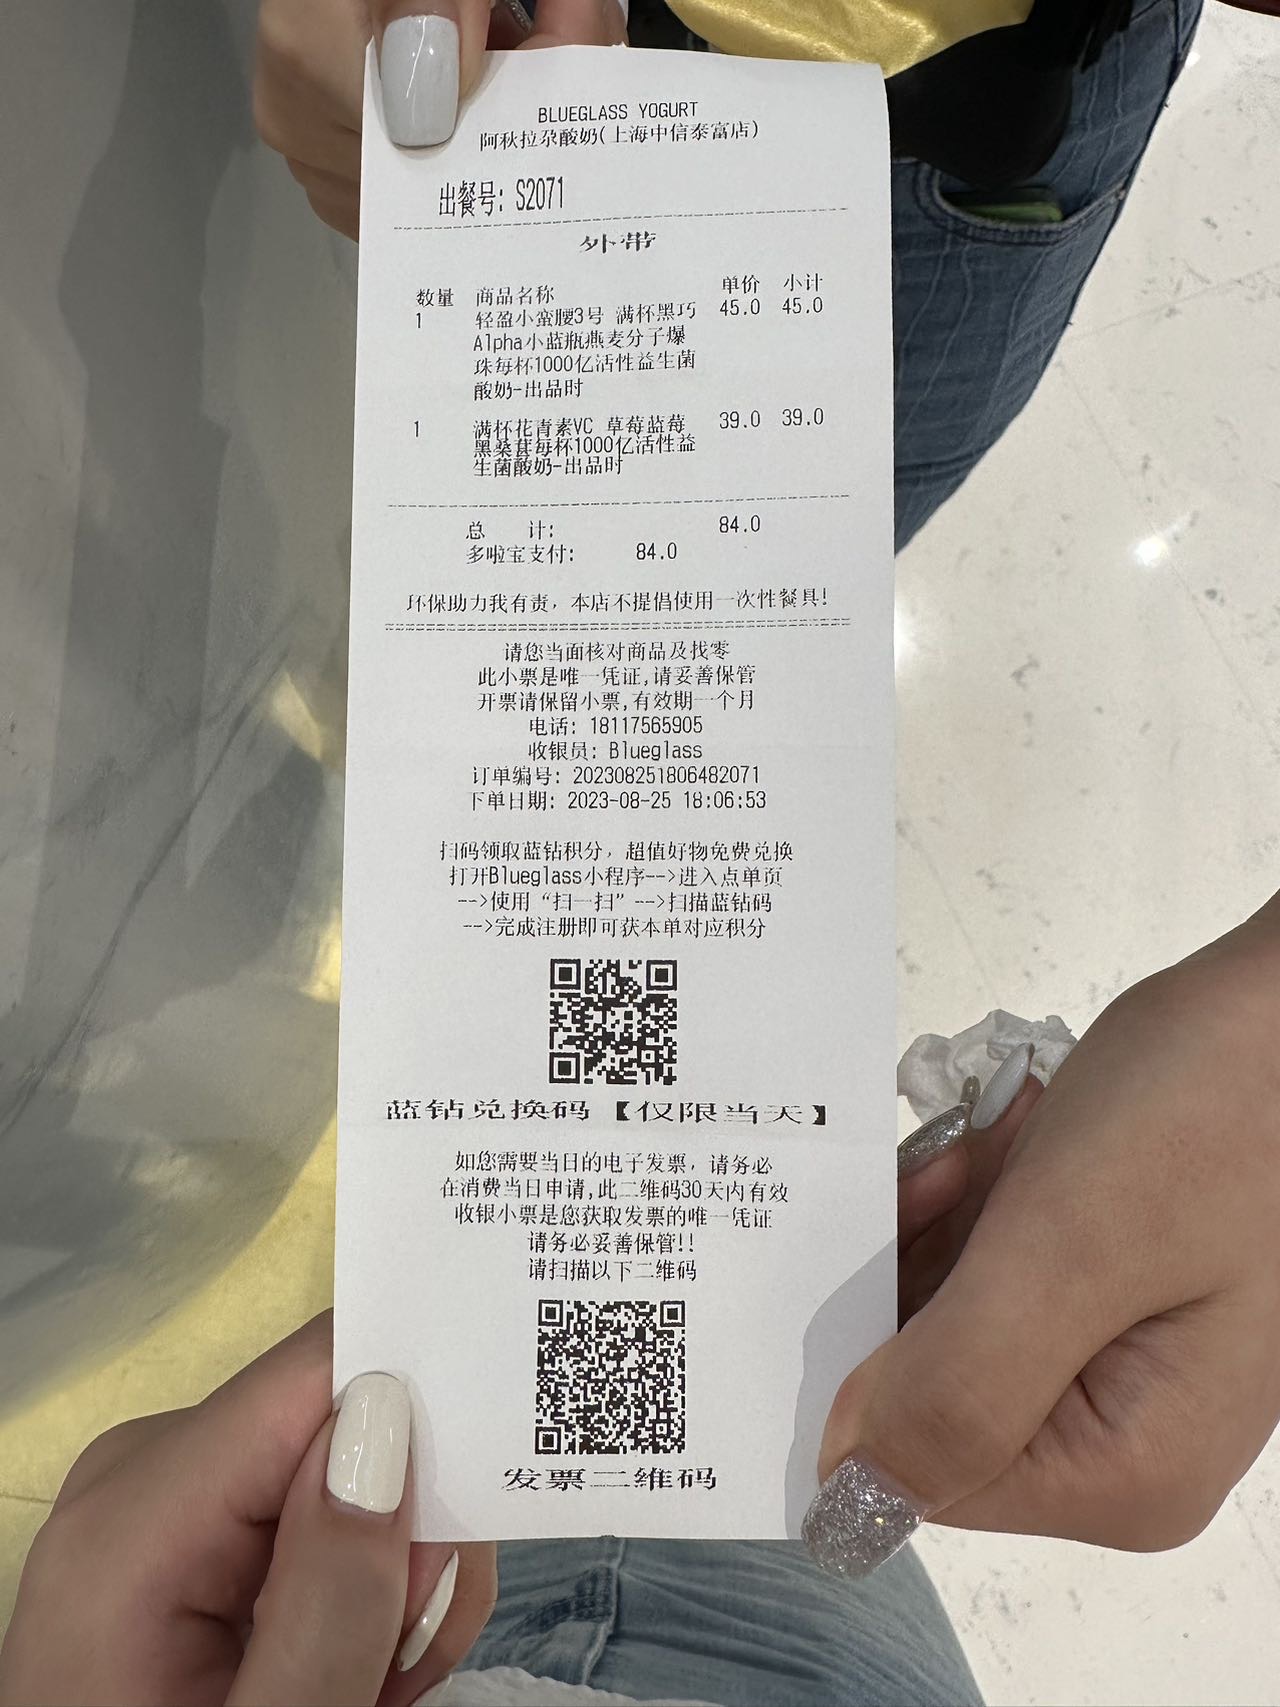 BLUEGLASS YOGURT
阿秋拉尕酸奶(上海中信泰富店)
出餐号: S2071
外带
数量 商品名称 单价 小计
1 轻盈小蛮腰3号 满杯黑巧 45.0 45.0
Alpha小蓝瓶燕麦分子爆
珠每杯1000亿活性益生菌
酸奶-出品时
1 满杯花青素VC 草莓蓝莓 39.0 39.0
黑桑葚每杯1000亿活性益
生菌酸奶-出品时
总 计: 84.0
多啦宝支付: 84.0
环保助力我有责，本店不提倡使用一次性餐具!
请您当面核对商品及找零
此小票是唯一凭证,请妥善保管
开票请保留小票,有效期一个月
电话: 18117565905
收银员: Blueglass
订单编号: 202308251806482071
下单日期: 2023-08-25 18:06:53
扫码领取蓝钻积分，超值好物免费兑换
打开Blueglass小程序-->进入点单页
-->使用“扫一扫”-->扫描蓝钻码
-->完成注册即可获本单对应积分
蓝钻兑换码【仅限当天】
如您需要当日的电子发票，请务必
在消费当日申请,此二维码30天内有效
收银小票是您获取发票的唯一凭证
请务必妥善保管!!
请扫描以下二维码
发票二维码